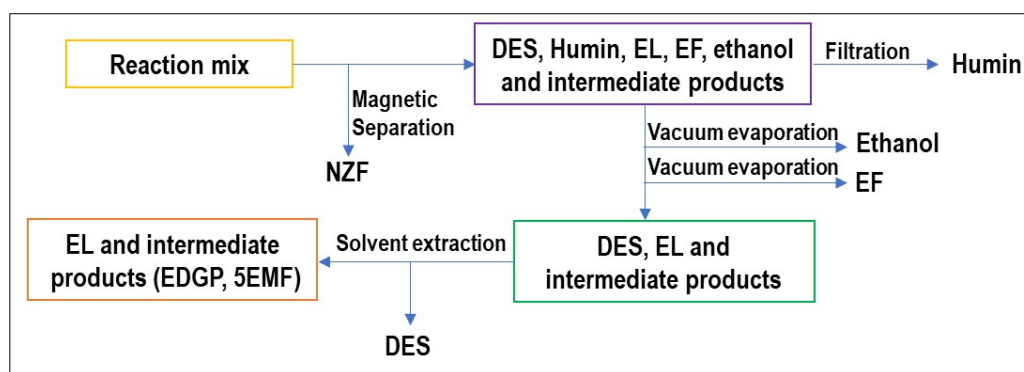 Reaction mix
Magnetic
Separation
NZF
DES, Humin, EL, EF, ethanol
and intermediate products
Filtration
Humin
Vacuum evaporation
Ethanol
Vacuum evaporation
EF
DES, EL and
intermediate products
Solvent extraction
DES
EL and intermediate
products (EDGP, 5EMF)